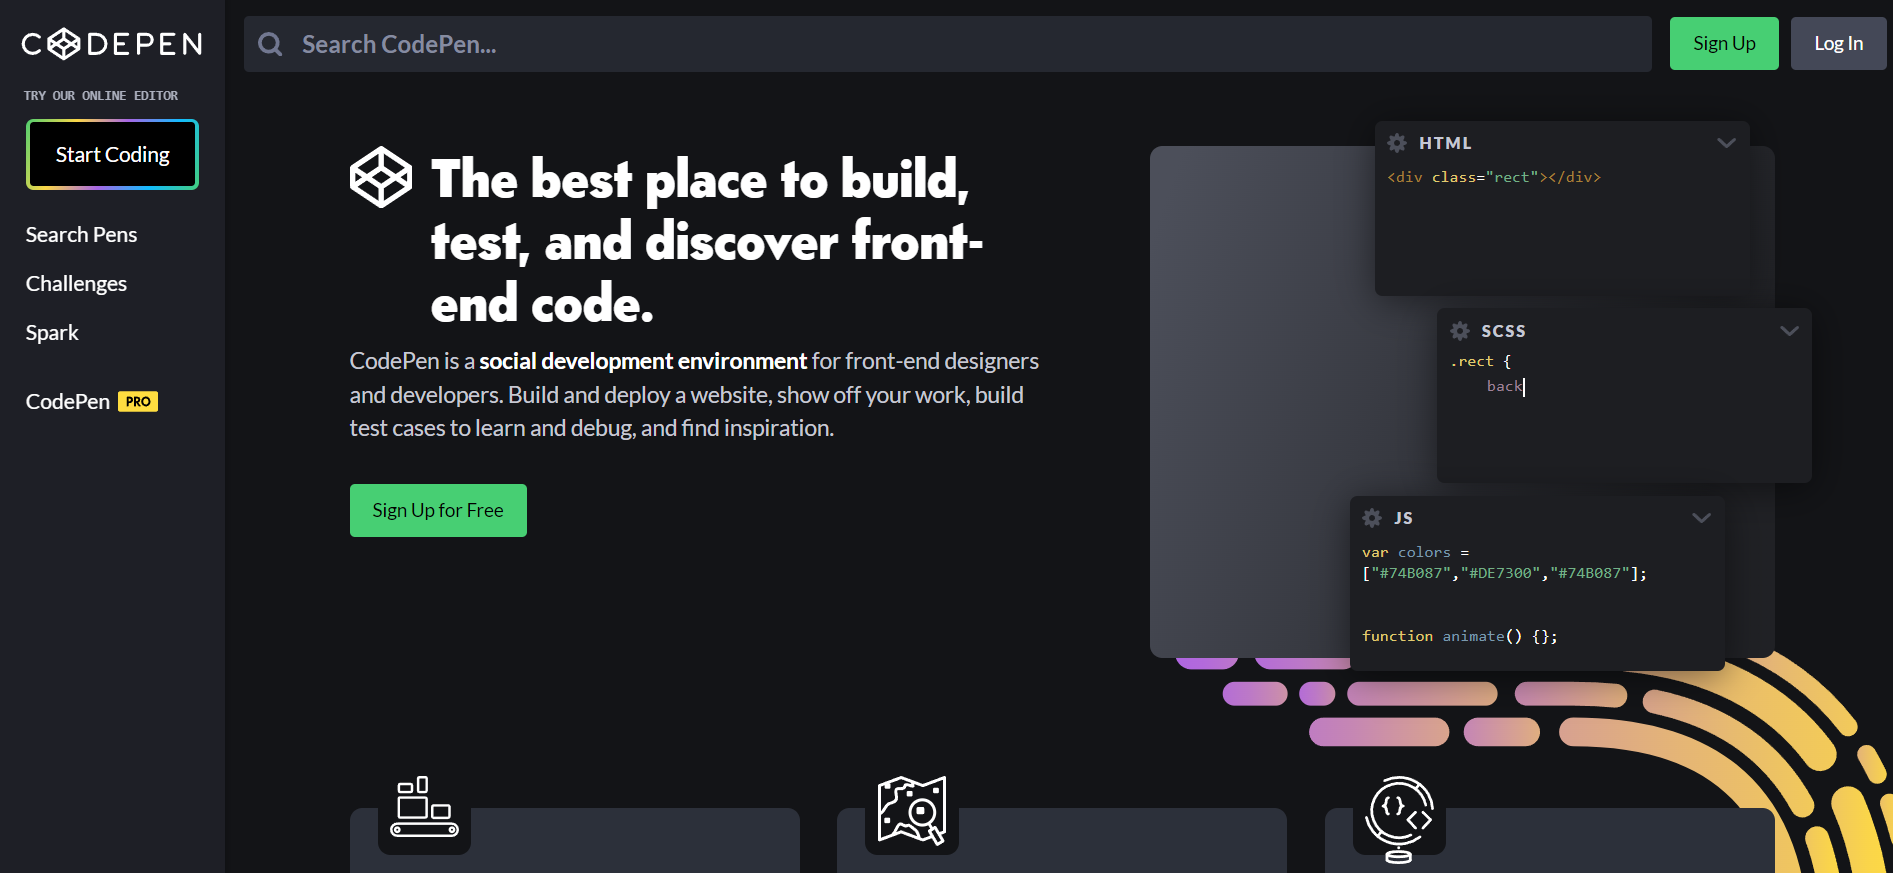 CODEPEN
TRY OUR ONLINE EDITOR
Start Coding
Search Pens
Challenges
Spark
CodePen PRO
Search CodePen...
Sign Up
Log In
The best place to build,
test, and discover front-
end code.
CodePen is a social development environment for front-end designers
and developers. Build and deploy a website, show off your work, build
test cases to learn and debug, and find inspiration.
Sign Up for Free
HTML
<div class="rect"></div>
SCSS
.rect {
back
JS
var colors =
["#74B087","#DE7300","#74B087"];
function animate() {};
{} <>